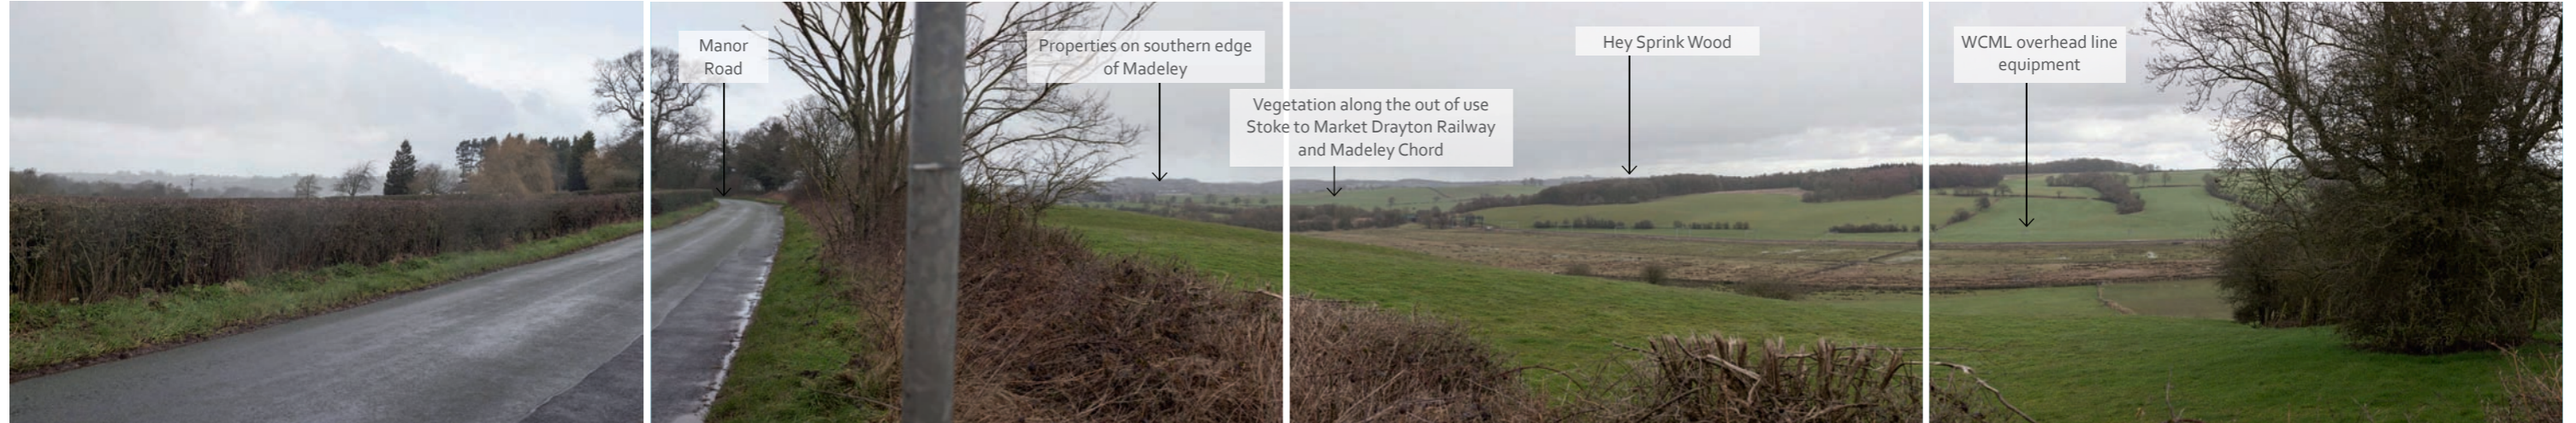 Manor
Road
Properties on southern edge
of Madeley
Vegetation along the out of use
Stoke to Market Drayton Railway
and Madeley Chord
Hey Sprink Wood
WCML overhead line
equipment